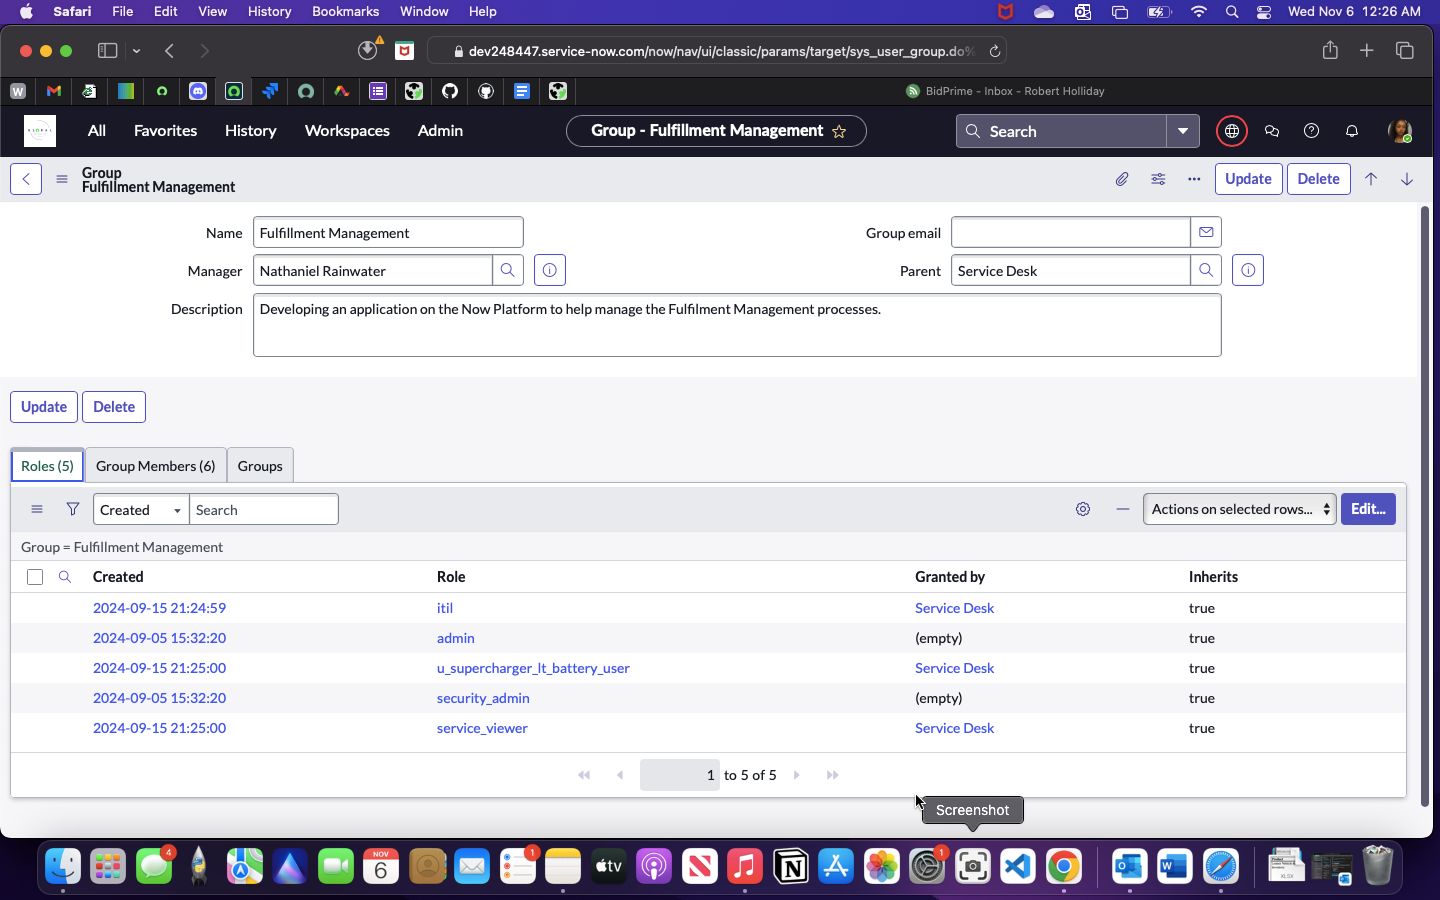 Safari File Edit View History Bookmarks Window Help Wed Nov 6 12:26 AM
dev248447.service-now.com/now/nav/ui/classic/params/target/sys_user_group.do%
W BidPrime - Inbox - Robert Holliday
GLOBAL All Favorites History Workspaces Admin Group - Fulfillment Management Search
Group
Fulfillment Management Update Delete
Name Fulfillment Management Group email
Manager Nathaniel Rainwater Parent Service Desk
Description Developing an application on the Now Platform to help manage the Fulfilment Management processes.
Update Delete
Roles (5) Group Members (6) Groups
Created Search Actions on selected rows... Edit...
Group = Fulfillment Management
Created Role Granted by Inherits
2024-09-15 21:24:59 itil Service Desk true
2024-09-05 15:32:20 admin (empty) true
2024-09-15 21:25:00 u_supercharger_lt_battery_user Service Desk true
2024-09-05 15:32:20 security_admin (empty) true
2024-09-15 21:25:00 service_viewer Service Desk true
1 to 5 of 5
Screenshot
4 NOV 6 1 tv 1 XLSX